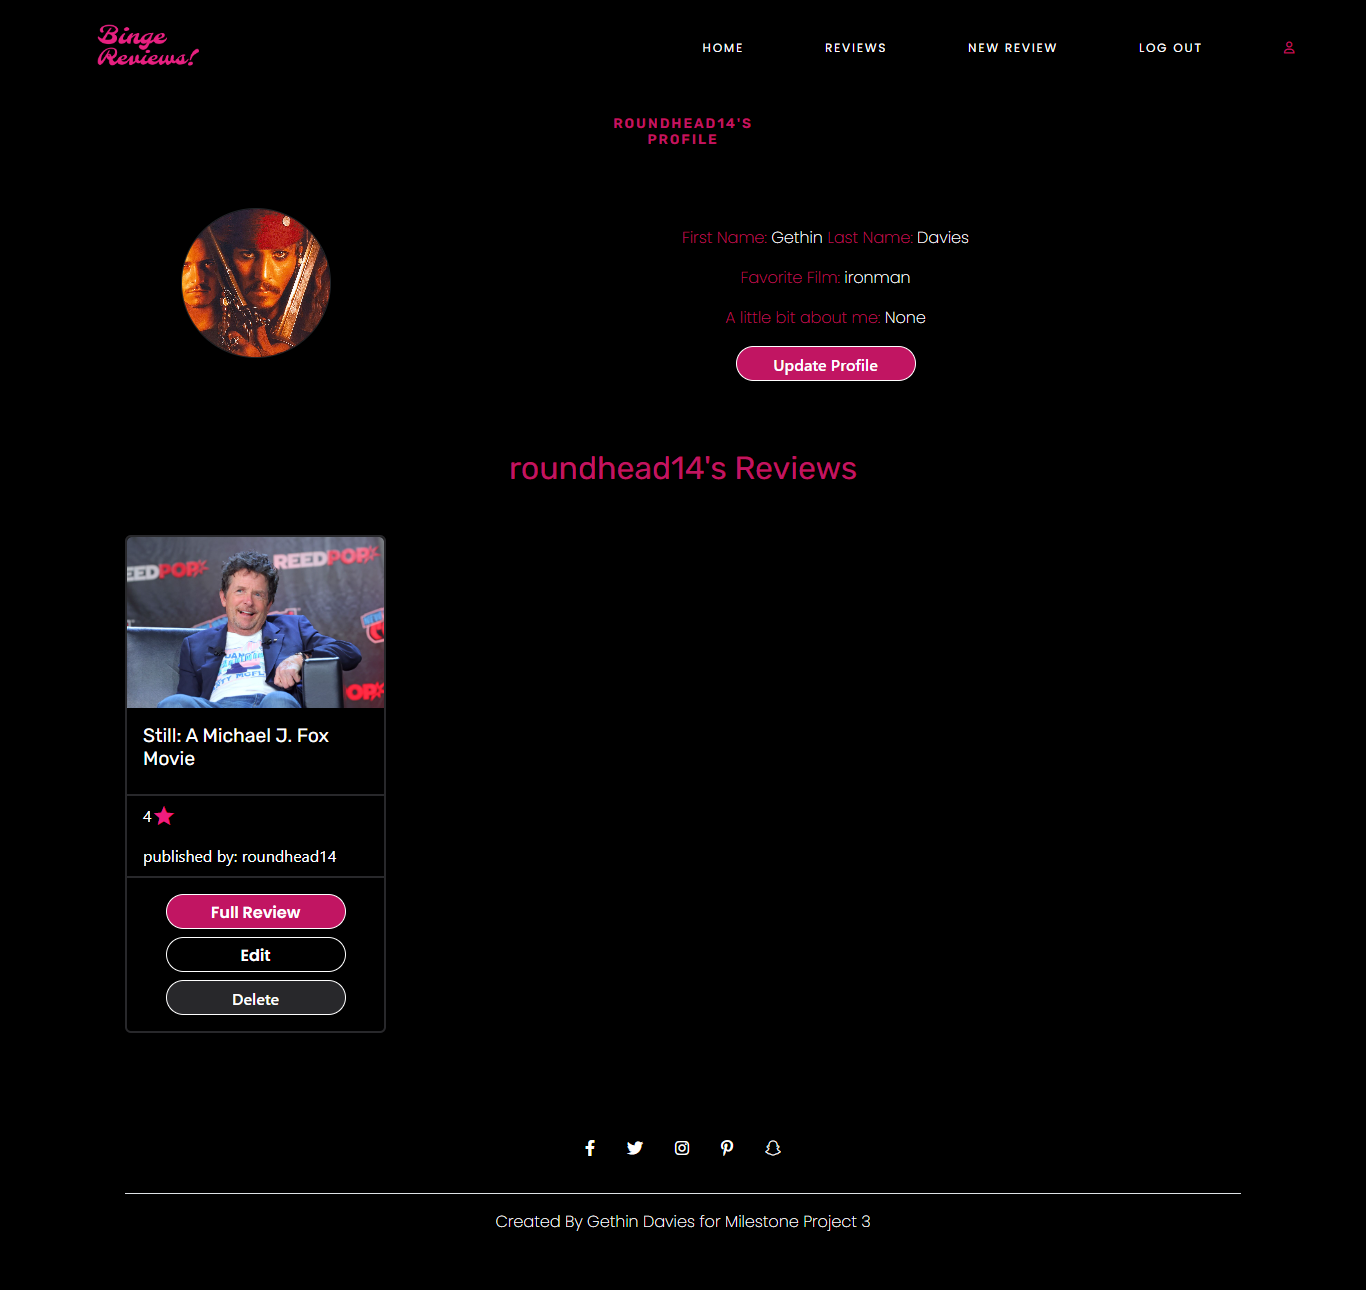 Binge
Reviews!
HOME
REVIEWS
NEW REVIEW
LOG OUT
ROUNDHEAD14'S
PROFILE
First Name: Gethin Last Name: Davies
Favorite Film: ironman
A little bit about me: None
Update Profile
roundhead14's Reviews
REEDPOP
REEDPOP
Still: A Michael J. Fox
Movie
4
published by: roundhead14
Full Review
Edit
Delete
Created By Gethin Davies for Milestone Project 3